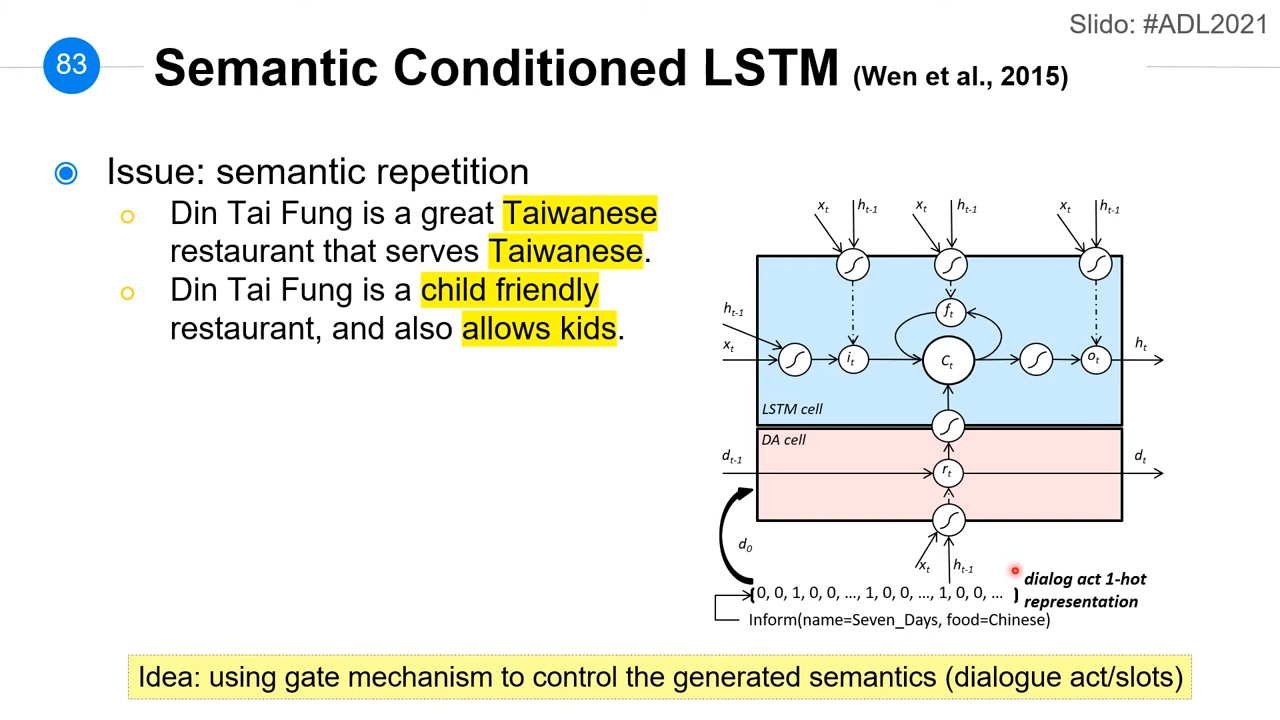 Slido: #ADL2021
83
Semantic Conditioned LSTM (Wen et al., 2015)
Issue: semantic repetition
Din Tai Fung is a great Taiwanese
restaurant that serves Taiwanese.
Din Tai Fung is a child friendly
restaurant, and also allows kids.
xt ht-1 xt ht-1 xt ht-1
ht-1
ft
xt it Ct ot ht
LSTM cell
DA cell
dt-1 rt dt
d0
xt ht-1
dialog act 1-hot
representation
[0, 0, 1, 0, 0, ..., 1, 0, 0, ..., 1, 0, 0, ... ]
Inform(name=Seven_Days, food=Chinese)
Idea: using gate mechanism to control the generated semantics (dialogue act/slots)